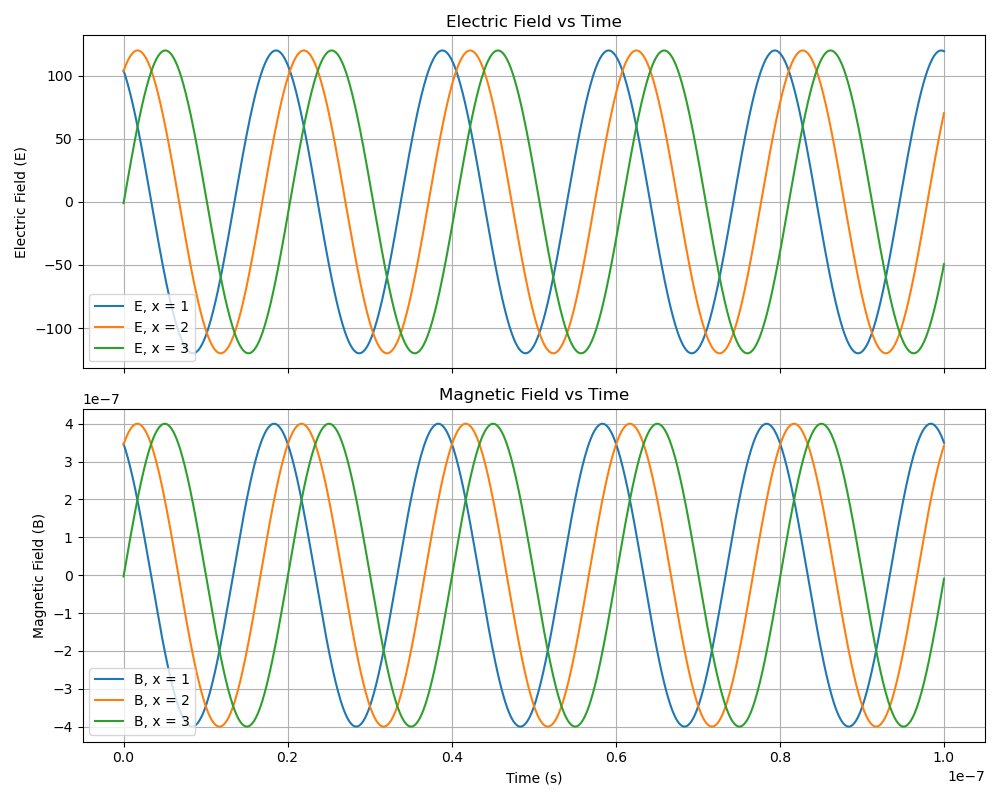 Electric Field vs Time
Electric Field (E)
100
50
0
−50
−100
E, x = 1
E, x = 2
E, x = 3
Magnetic Field vs Time
1e−7
Magnetic Field (B)
4
3
2
1
0
−1
−2
−3
−4
B, x = 1
B, x = 2
B, x = 3
0.0 0.2 0.4 0.6 0.8 1.0
Time (s)
1e−7